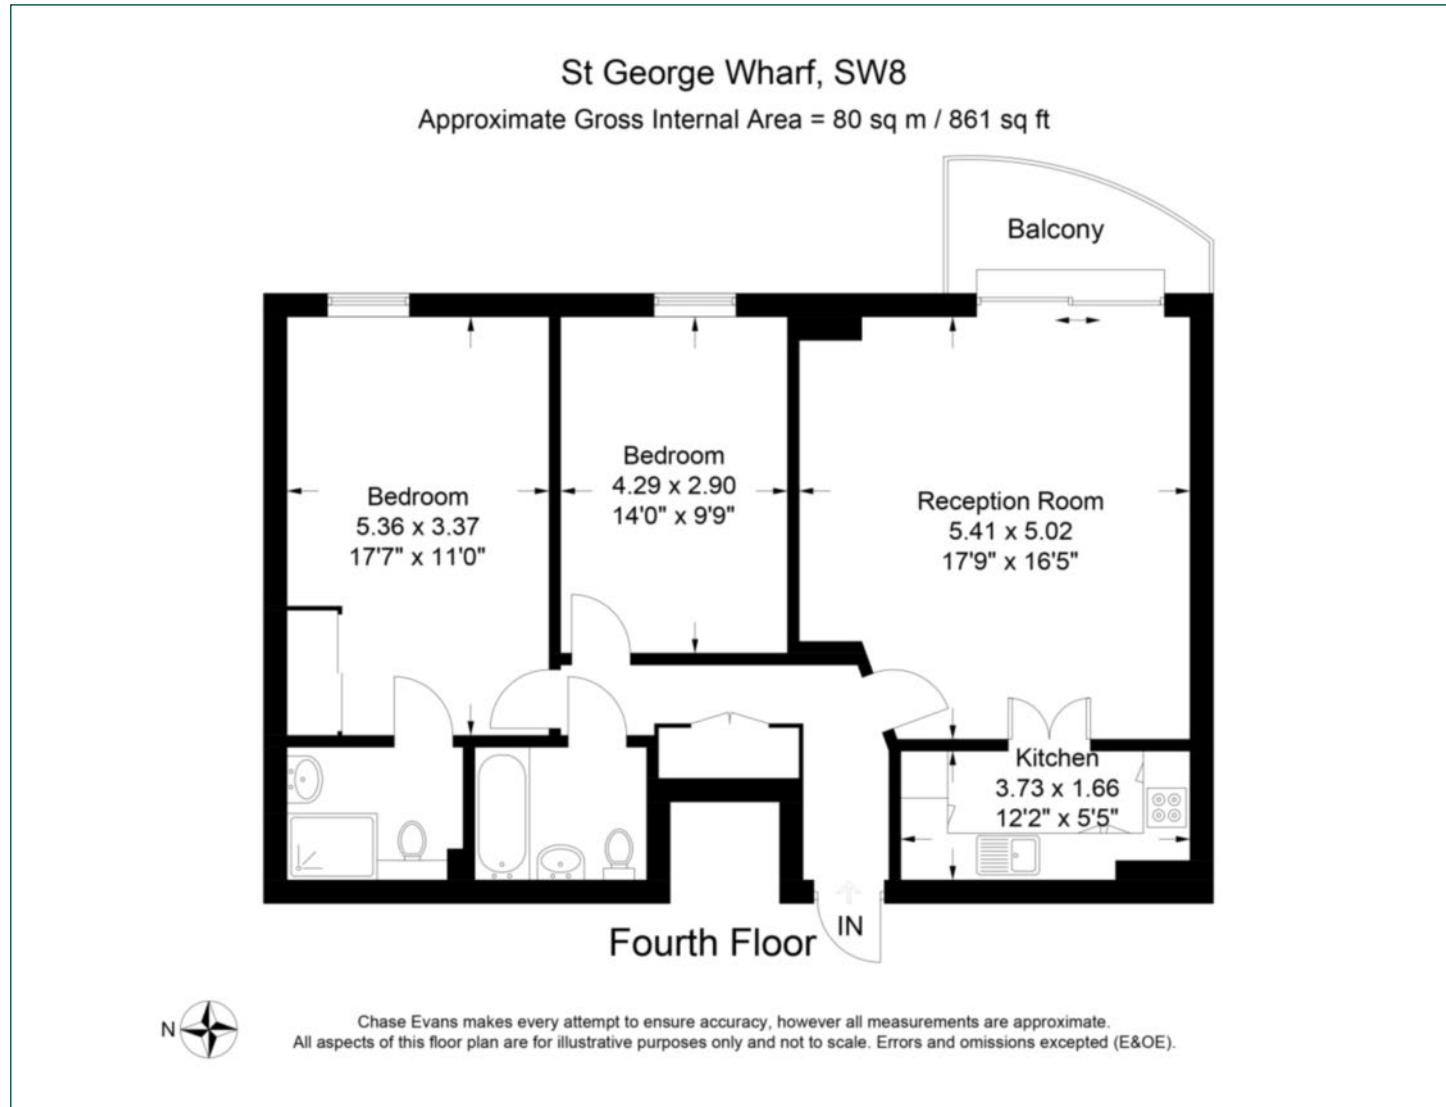 St George Wharf, SW8
Approximate Gross Internal Area = 80 sq m / 861 sq ft
Balcony
Bedroom
5.36 x 3.37
17'7" x 11'0"
Bedroom
4.29 x 2.90
14'0" x 9'9"
Reception Room
5.41 x 5.02
17'9" x 16'5"
Kitchen
3.73 x 1.66
12'2" x 5'5"
IN
Fourth Floor
N
Chase Evans makes every attempt to ensure accuracy, however all measurements are approximate.
All aspects of this floor plan are for illustrative purposes only and not to scale. Errors and omissions excepted (E&OE).